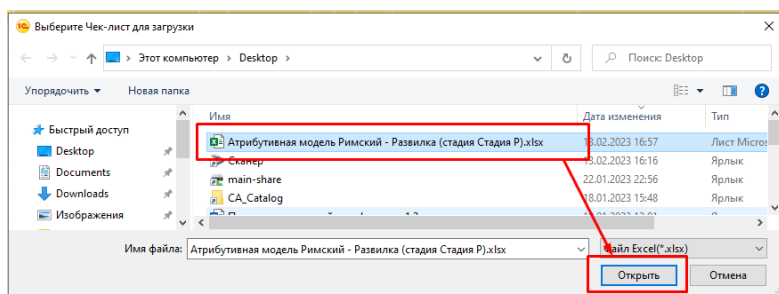 Выберите Чек-лист для загрузки
Этот компьютер > Desktop >
Поиск: Desktop
Упорядочить
Новая папка
Имя
Дата изменения
Тип
Быстрый доступ
Desktop
Documents
Downloads
Изображения
Атрибутивная модель Римский - Развилка (стадия Стадия Р).xlsx 13.02.2023 16:57 Лист Micros
Сканер 13.02.2023 16:16 Ярлык
main-share 22.01.2023 22:56 Ярлык
CA_Catalog 18.01.2023 15:48 Ярлык
Имя файла: Атрибутивная модель Римский - Развилка (стадия Стадия Р).xlsx
Файл Excel(*.xlsx)
Открыть
Отмена